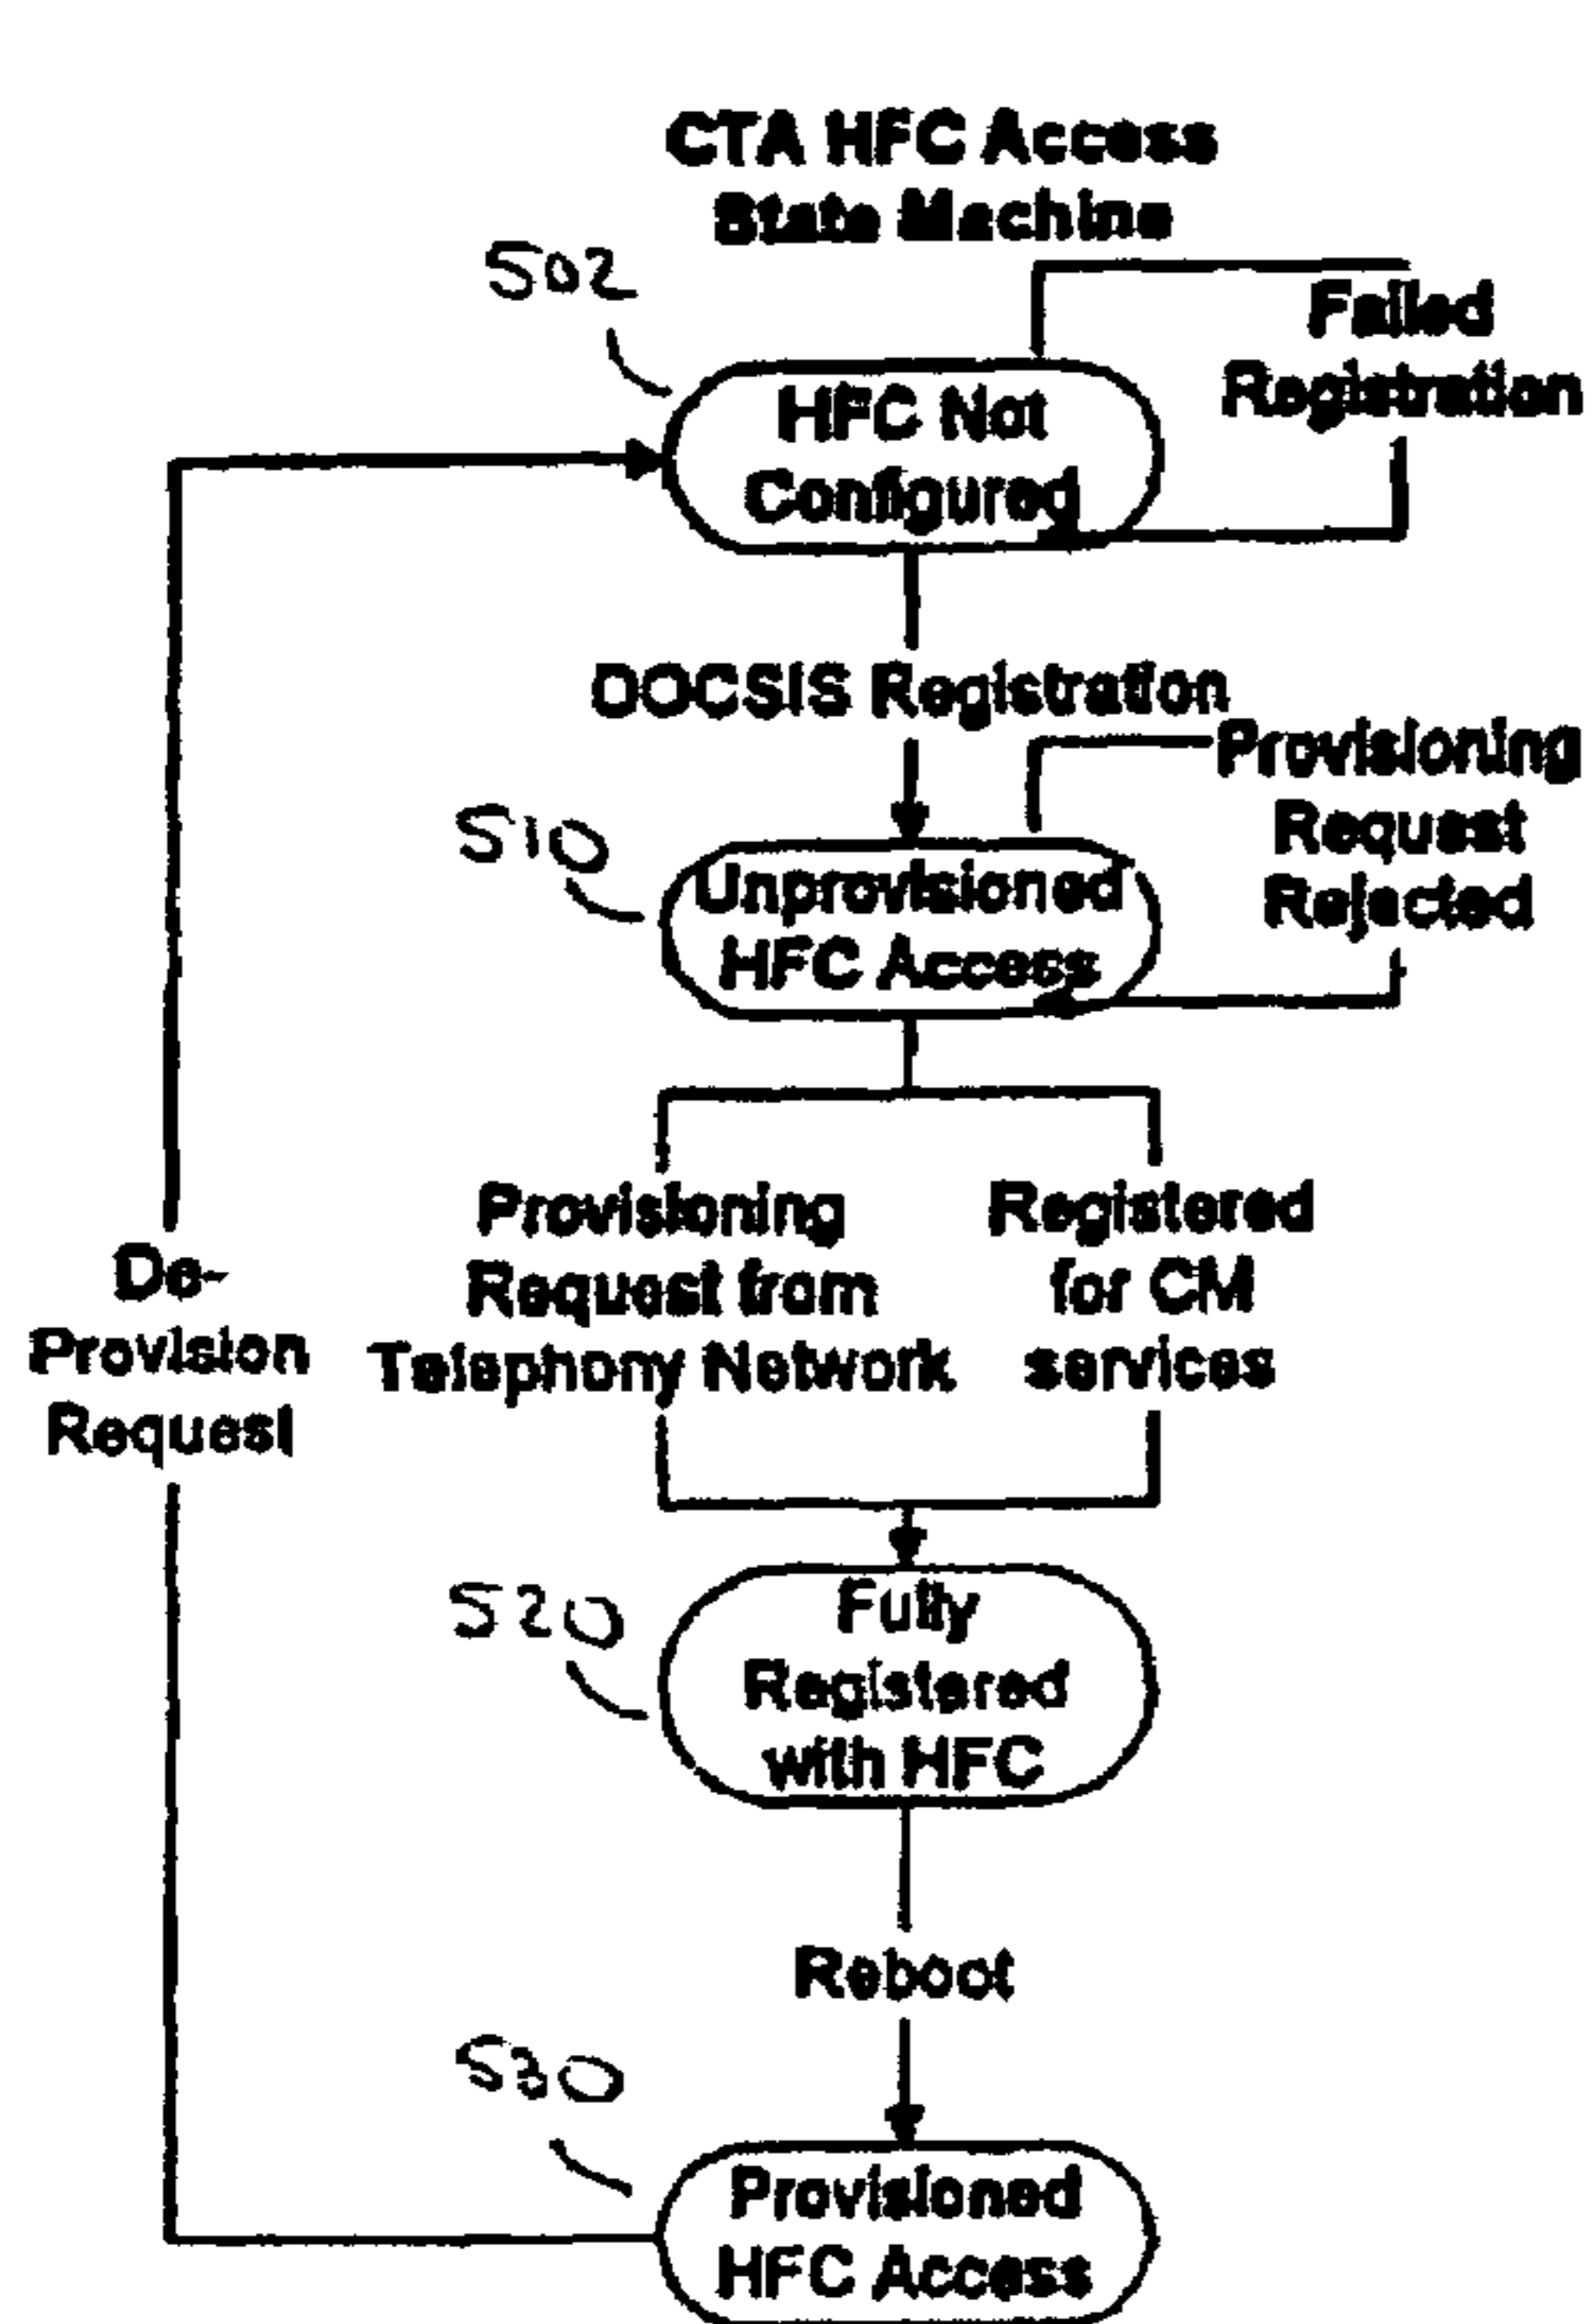 CTA HFC Access
State Machine
502
Failed
Registration
HFC Not
Configured
DOCSIS Registration
Provisioning
Request
Rejected
510
Unprovisioned
HFC Access
Provisioning
Request from
Telephony Network
Registered
for CM
services
De-
Provision
Request
520
Fully
Registered
with HFC
Reboot
530
Provisioned
HFC Access